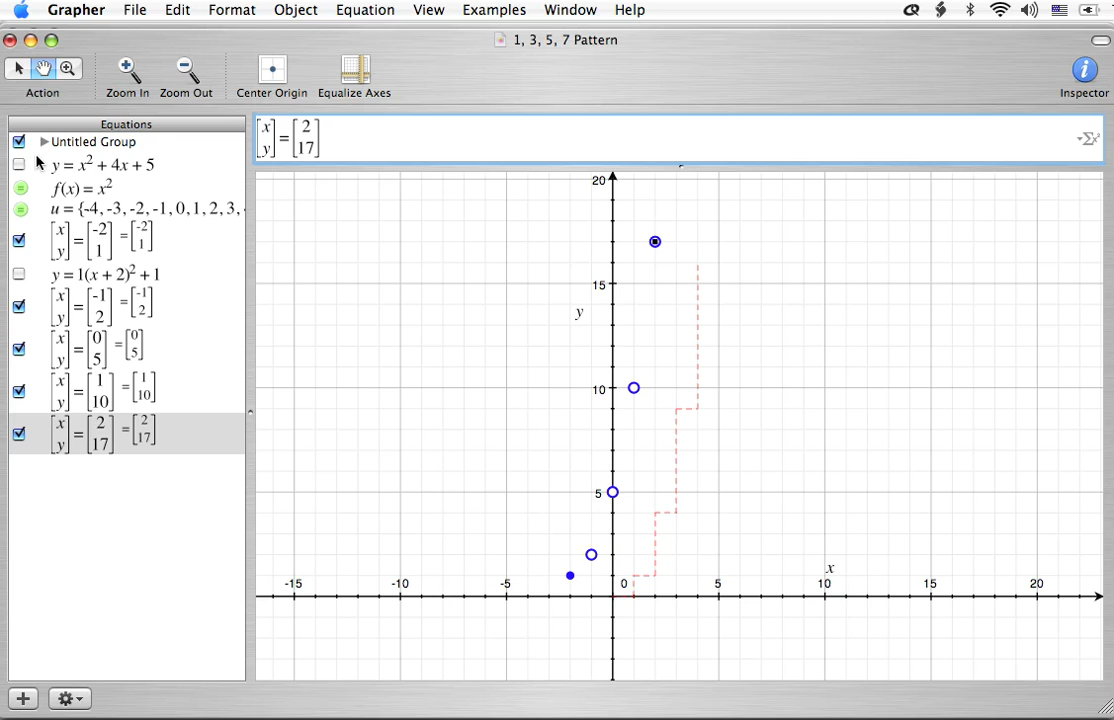 Grapher File Edit Format Object Equation View Examples Window Help
1, 3, 5, 7 Pattern
Action Zoom In Zoom Out Center Origin Equalize Axes Inspector
Equations
Untitled Group
y = x² + 4x + 5
f(x) = x²
u = {-4, -3, -2, -1, 0, 1, 2, 3,
[x y] = [-2 1] = [-2 1]
y = 1(x + 2)² + 1
[x y] = [-1 2] = [-1 2]
[x y] = [0 5] = [0 5]
[x y] = [1 10] = [1 10]
[x y] = [2 17] = [2 17]
[x y] = [2 17]
Σx²
20
15
y
10
5
x
-15 -10 -5 0 5 10 15 20